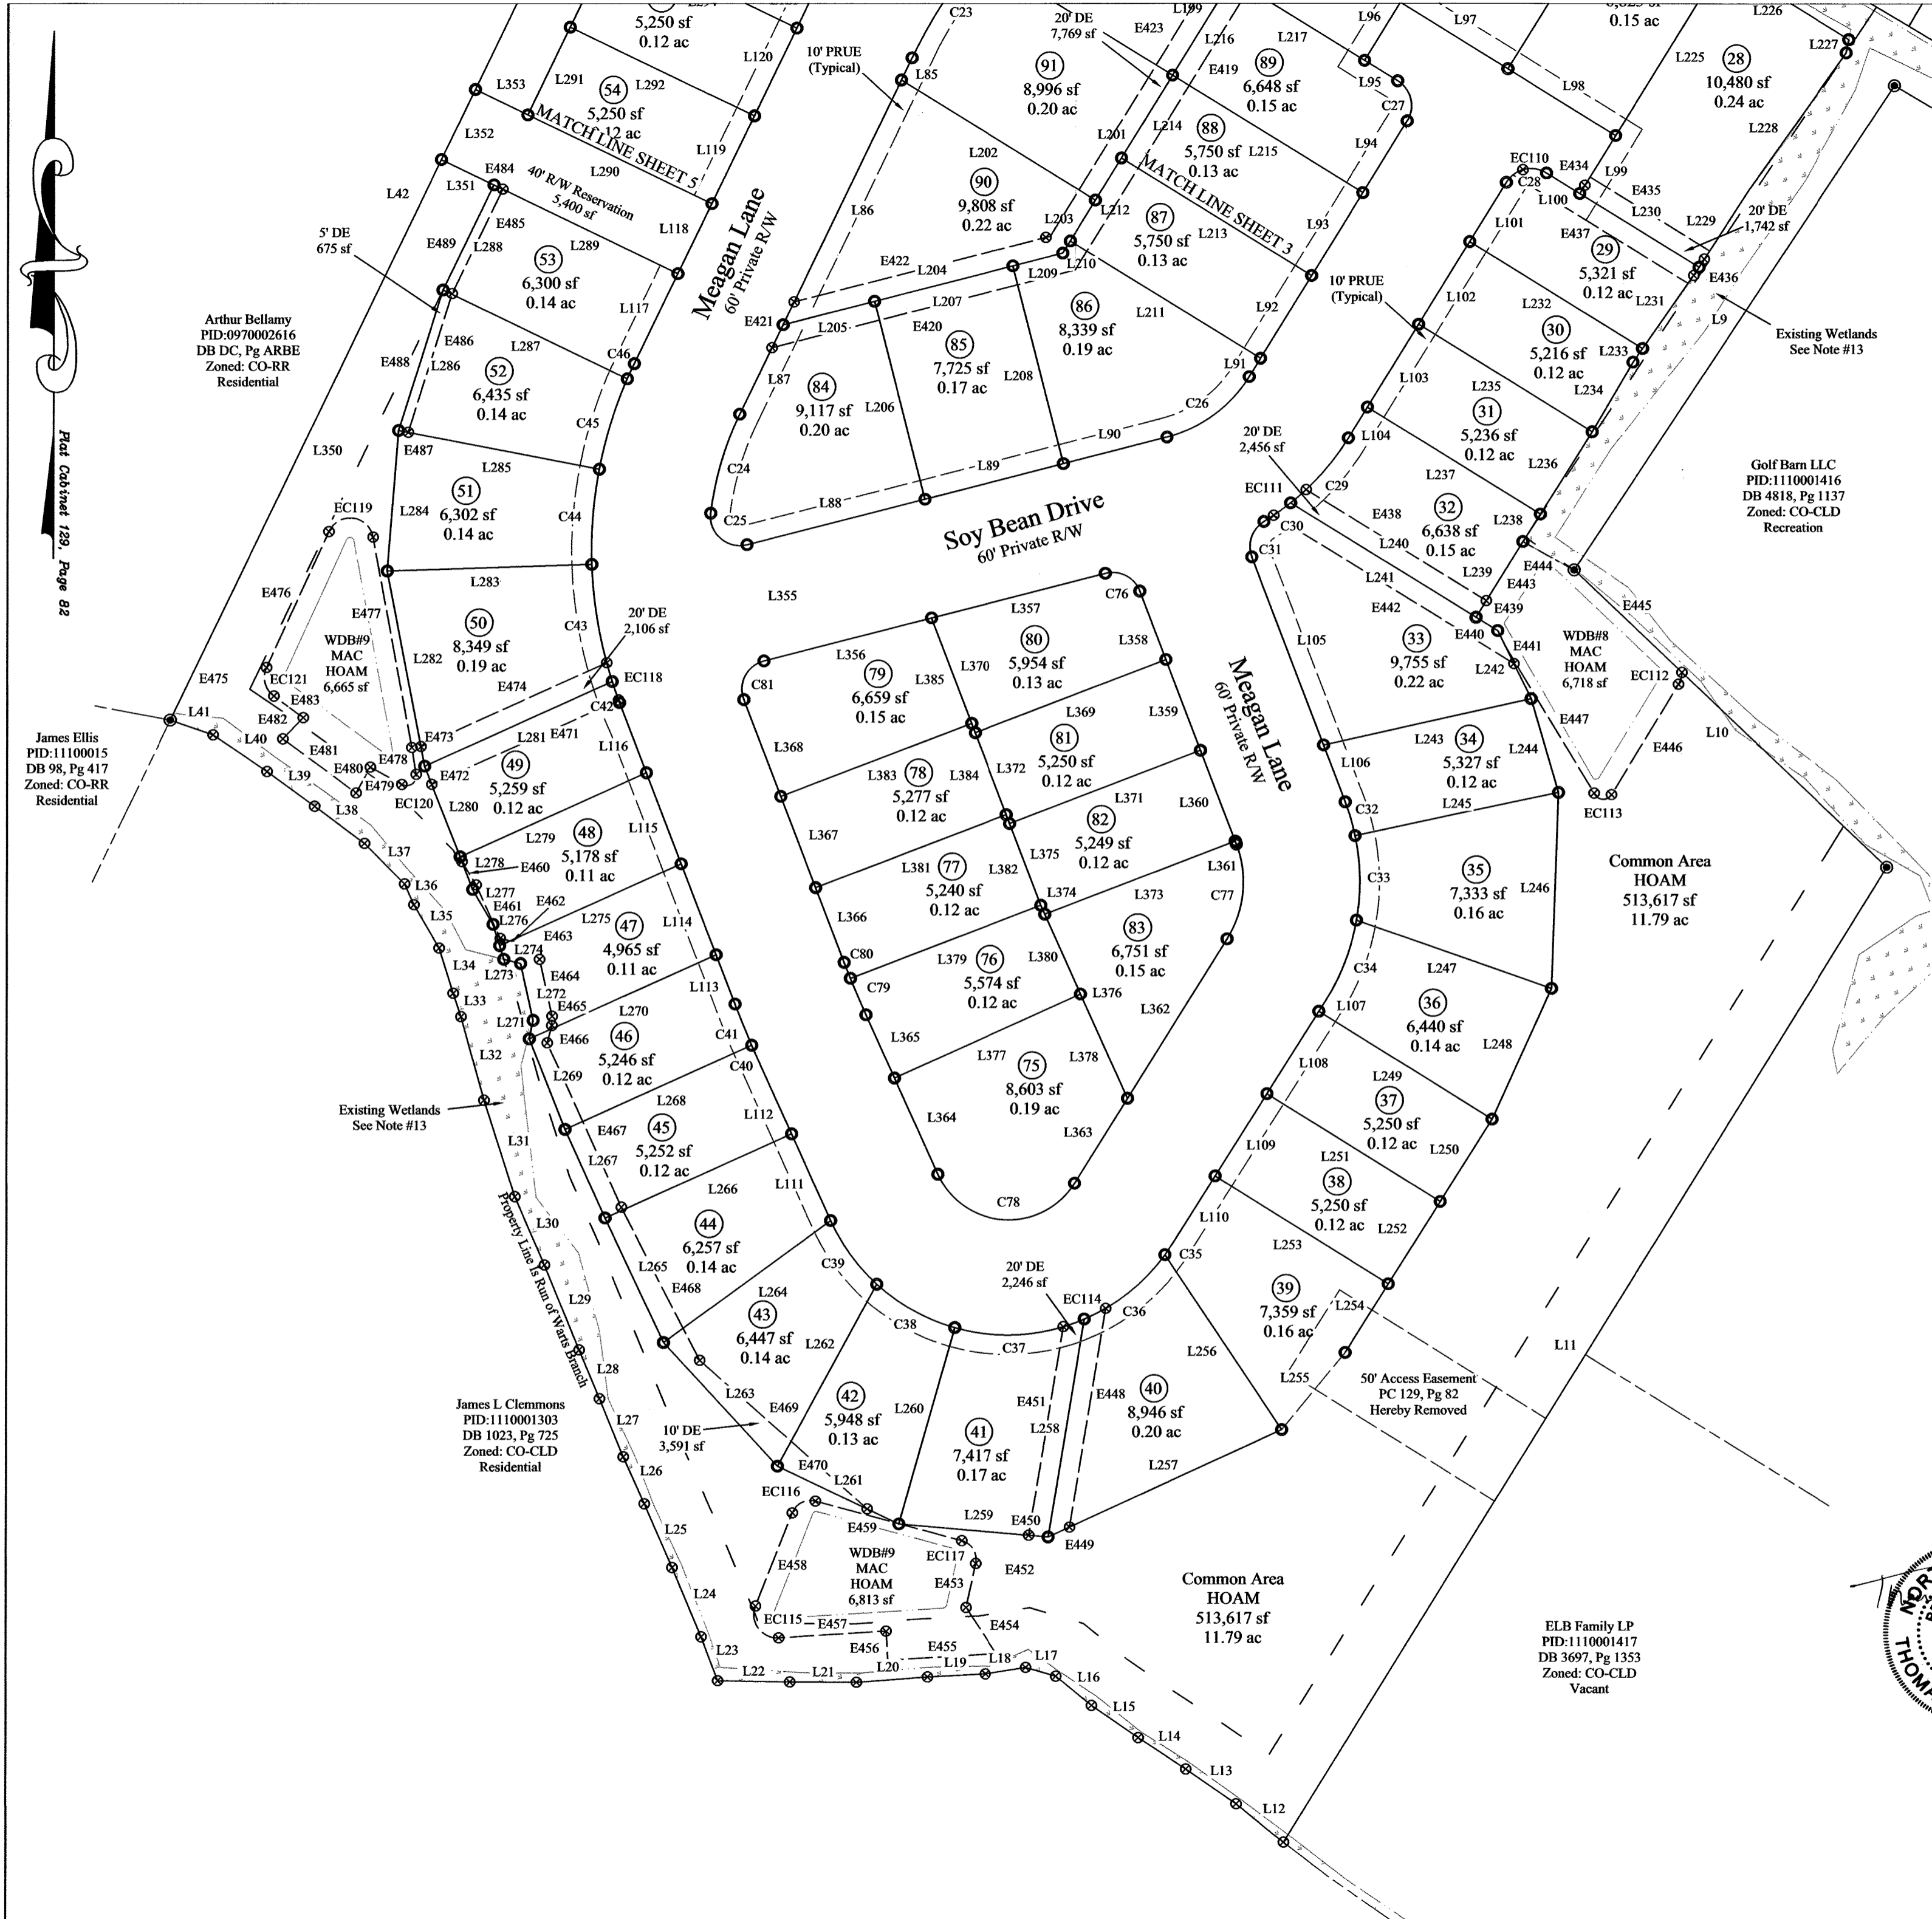 Plat Cabinet 129, Page 82
5,250 sf
0.12 ac
54
5,250 sf
MATCH LINE SHEET 5
40' R/W Reservation
5,400 sf
53
6,300 sf
0.14 ac
5' DE
675 sf
52
6,435 sf
0.14 ac
51
6,302 sf
0.14 ac
50
8,349 sf
0.19 ac
20' DE
2,106 sf
49
5,259 sf
0.12 ac
48
5,178 sf
0.11 ac
47
4,965 sf
0.11 ac
46
5,246 sf
0.12 ac
45
5,252 sf
0.12 ac
44
6,257 sf
0.14 ac
43
6,447 sf
0.14 ac
42
5,948 sf
0.13 ac
41
7,417 sf
0.17 ac
40
8,946 sf
0.20 ac
39
7,359 sf
0.16 ac
38
5,250 sf
0.12 ac
37
5,250 sf
0.12 ac
36
6,440 sf
0.14 ac
35
7,333 sf
0.16 ac
34
5,327 sf
0.12 ac
33
9,755 sf
0.22 ac
32
6,638 sf
0.15 ac
31
5,236 sf
0.12 ac
30
5,216 sf
0.12 ac
29
5,321 sf
0.12 ac
28
10,480 sf
0.24 ac
0.15 ac
91
8,996 sf
0.20 ac
90
9,808 sf
0.22 ac
89
6,648 sf
0.15 ac
88
5,750 sf
0.13 ac
MATCH LINE SHEET 3
87
5,750 sf
0.13 ac
86
8,339 sf
0.19 ac
85
7,725 sf
0.17 ac
84
9,117 sf
0.20 ac
80
5,954 sf
0.13 ac
79
6,659 sf
0.15 ac
81
5,250 sf
0.12 ac
78
5,277 sf
0.12 ac
82
5,249 sf
0.12 ac
77
5,240 sf
0.12 ac
83
6,751 sf
0.15 ac
76
5,574 sf
0.12 ac
75
8,603 sf
0.19 ac
10' PRUE
(Typical)
20' DE
7,769 sf
10' PRUE
(Typical)
20' DE
1,742 sf
20' DE
2,456 sf
20' DE
2,246 sf
10' DE
3,591 sf
Meagan Lane
60' Private R/W
Soy Bean Drive
60' Private R/W
Meagan Lane
60' Private R/W
Arthur Bellamy
PID:0970002616
DB DC, Pg ARBE
Zoned: CO-RR
Residential
James Ellis
PID:11100015
DB 98, Pg 417
Zoned: CO-RR
Residential
James L Clemmons
PID:1110001303
DB 1023, Pg 725
Zoned: CO-CLD
Residential
Golf Barn LLC
PID:1110001416
DB 4818, Pg 1137
Zoned: CO-CLD
Recreation
ELB Family LP
PID:1110001417
DB 3697, Pg 1353
Zoned: CO-CLD
Vacant
Existing Wetlands
See Note #13
Existing Wetlands
See Note #13
Property Line Is Run of Warts Branch
WDB#9
MAC
HOAM
6,665 sf
WDB#8
MAC
HOAM
6,718 sf
WDB#9
MAC
HOAM
6,813 sf
Common Area
HOAM
513,617 sf
11.79 ac
Common Area
HOAM
513,617 sf
11.79 ac
50' Access Easement
PC 129, Pg 82
Hereby Removed
L353
L291
L292
L120
L352
L42
L351
E484
L290
L119
L118
E485
L288
E489
L289
L117
E488
E486
L286
L287
C46
C45
E487
L285
L350
L284
C44
EC119
E476
E477
L283
C43
L282
E474
EC118
C42
E475
EC121
E483
E482
L41
L40
E481
E480
E478
E479
E473
E472
EC120
L281
E471
L116
L280
L39
L38
L37
L36
L35
L34
L33
L32
L31
L30
L29
L28
L27
L26
L25
L24
L23
L22
L21
L20
L19
L18
L17
L16
L15
L14
L13
L12
L11
L10
L9
L279
L115
L278
E460
L277
E461
E462
L276
L275
L114
E463
L274
L273
E464
L272
E465
L271
L270
L113
E466
L269
C41
C40
L268
L112
E467
L267
L266
L111
L265
E468
L264
C39
L263
L262
E469
C38
E470
L261
L260
C37
EC114
C36
C35
E451
L258
E448
L259
E450
E449
L257
L256
L255
L254
L253
L252
L110
L251
L250
L109
L249
L248
L108
L107
L247
C34
C33
L246
C32
L245
L244
L243
L106
L105
L242
E441
E440
E439
E442
L241
C31
C30
EC111
C29
E438
L240
L239
E443
E444
E445
E447
E446
EC112
EC113
L238
L237
L236
L104
L235
L234
L103
L233
L232
L231
L102
L101
C28
EC110
E434
L100
L99
E435
L230
E437
L229
E436
L228
L227
L226
L225
L98
L97
L96
L95
C27
L94
L93
L92
L91
C26
L90
L89
L88
C25
C24
L87
L86
L85
C23
E423
L199
L216
E419
L217
L201
L214
L215
L202
L203
L212
L213
E422
L204
L209
L210
L207
L211
E421
L205
E420
L206
L208
L355
L357
C76
L356
L358
C81
L385
L370
L369
L359
L368
L383
L384
L372
L371
L360
L367
L381
L382
L375
L374
L373
L361
C77
L366
C80
L379
L380
L376
L362
C79
L365
L377
L378
L364
L363
C78
EC116
E459
EC117
E458
E453
E452
EC115
E457
E454
E456
E455